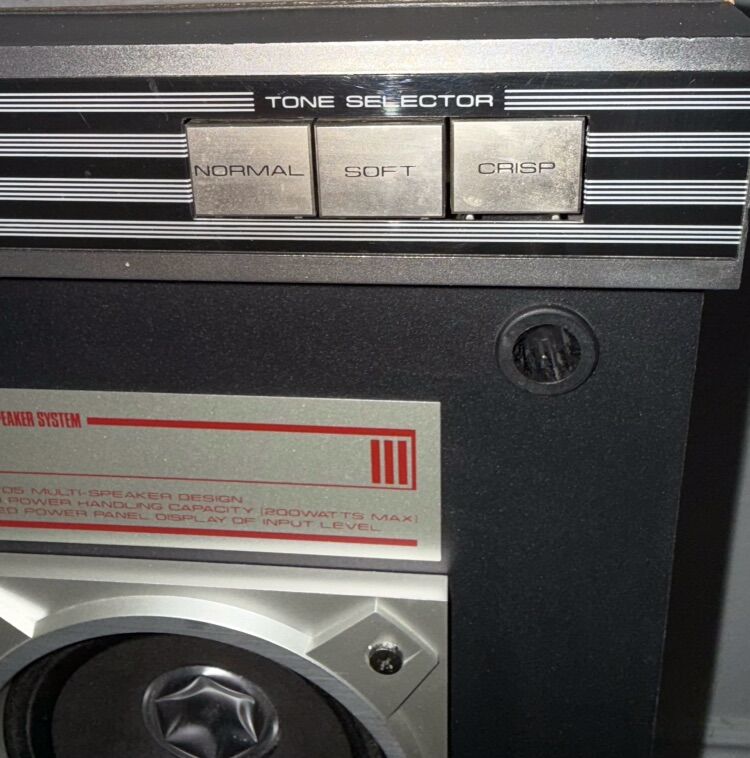 TONE SELECTOR
NORMAL SOFT CRISP
SPEAKER SYSTEM
III
MULTI-SPEAKER DESIGN
POWER HANDLING CAPACITY (200WATTS MAX)
POWER PANEL DISPLAY OF INPUT LEVEL